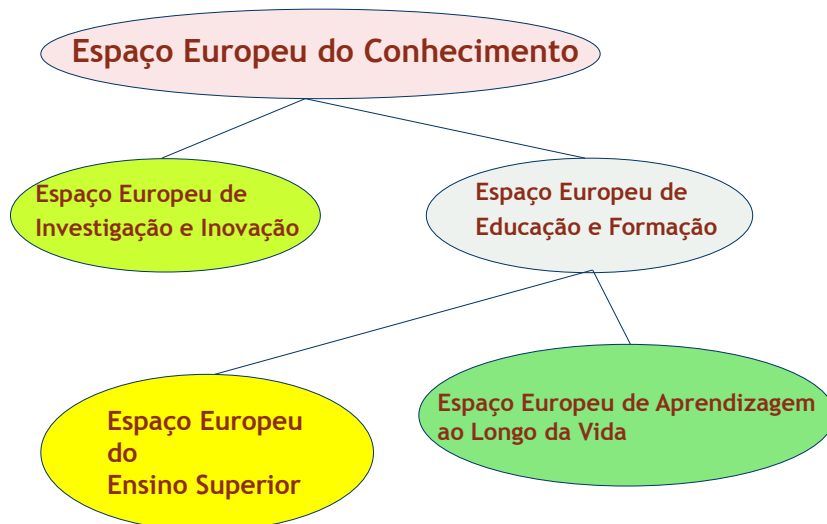 Espaço Europeu do Conhecimento
Espaço Europeu de
Investigação e Inovação
Espaço Europeu de
Educação e Formação
Espaço Europeu
do
Ensino Superior
Espaço Europeu de Aprendizagem
ao Longo da Vida